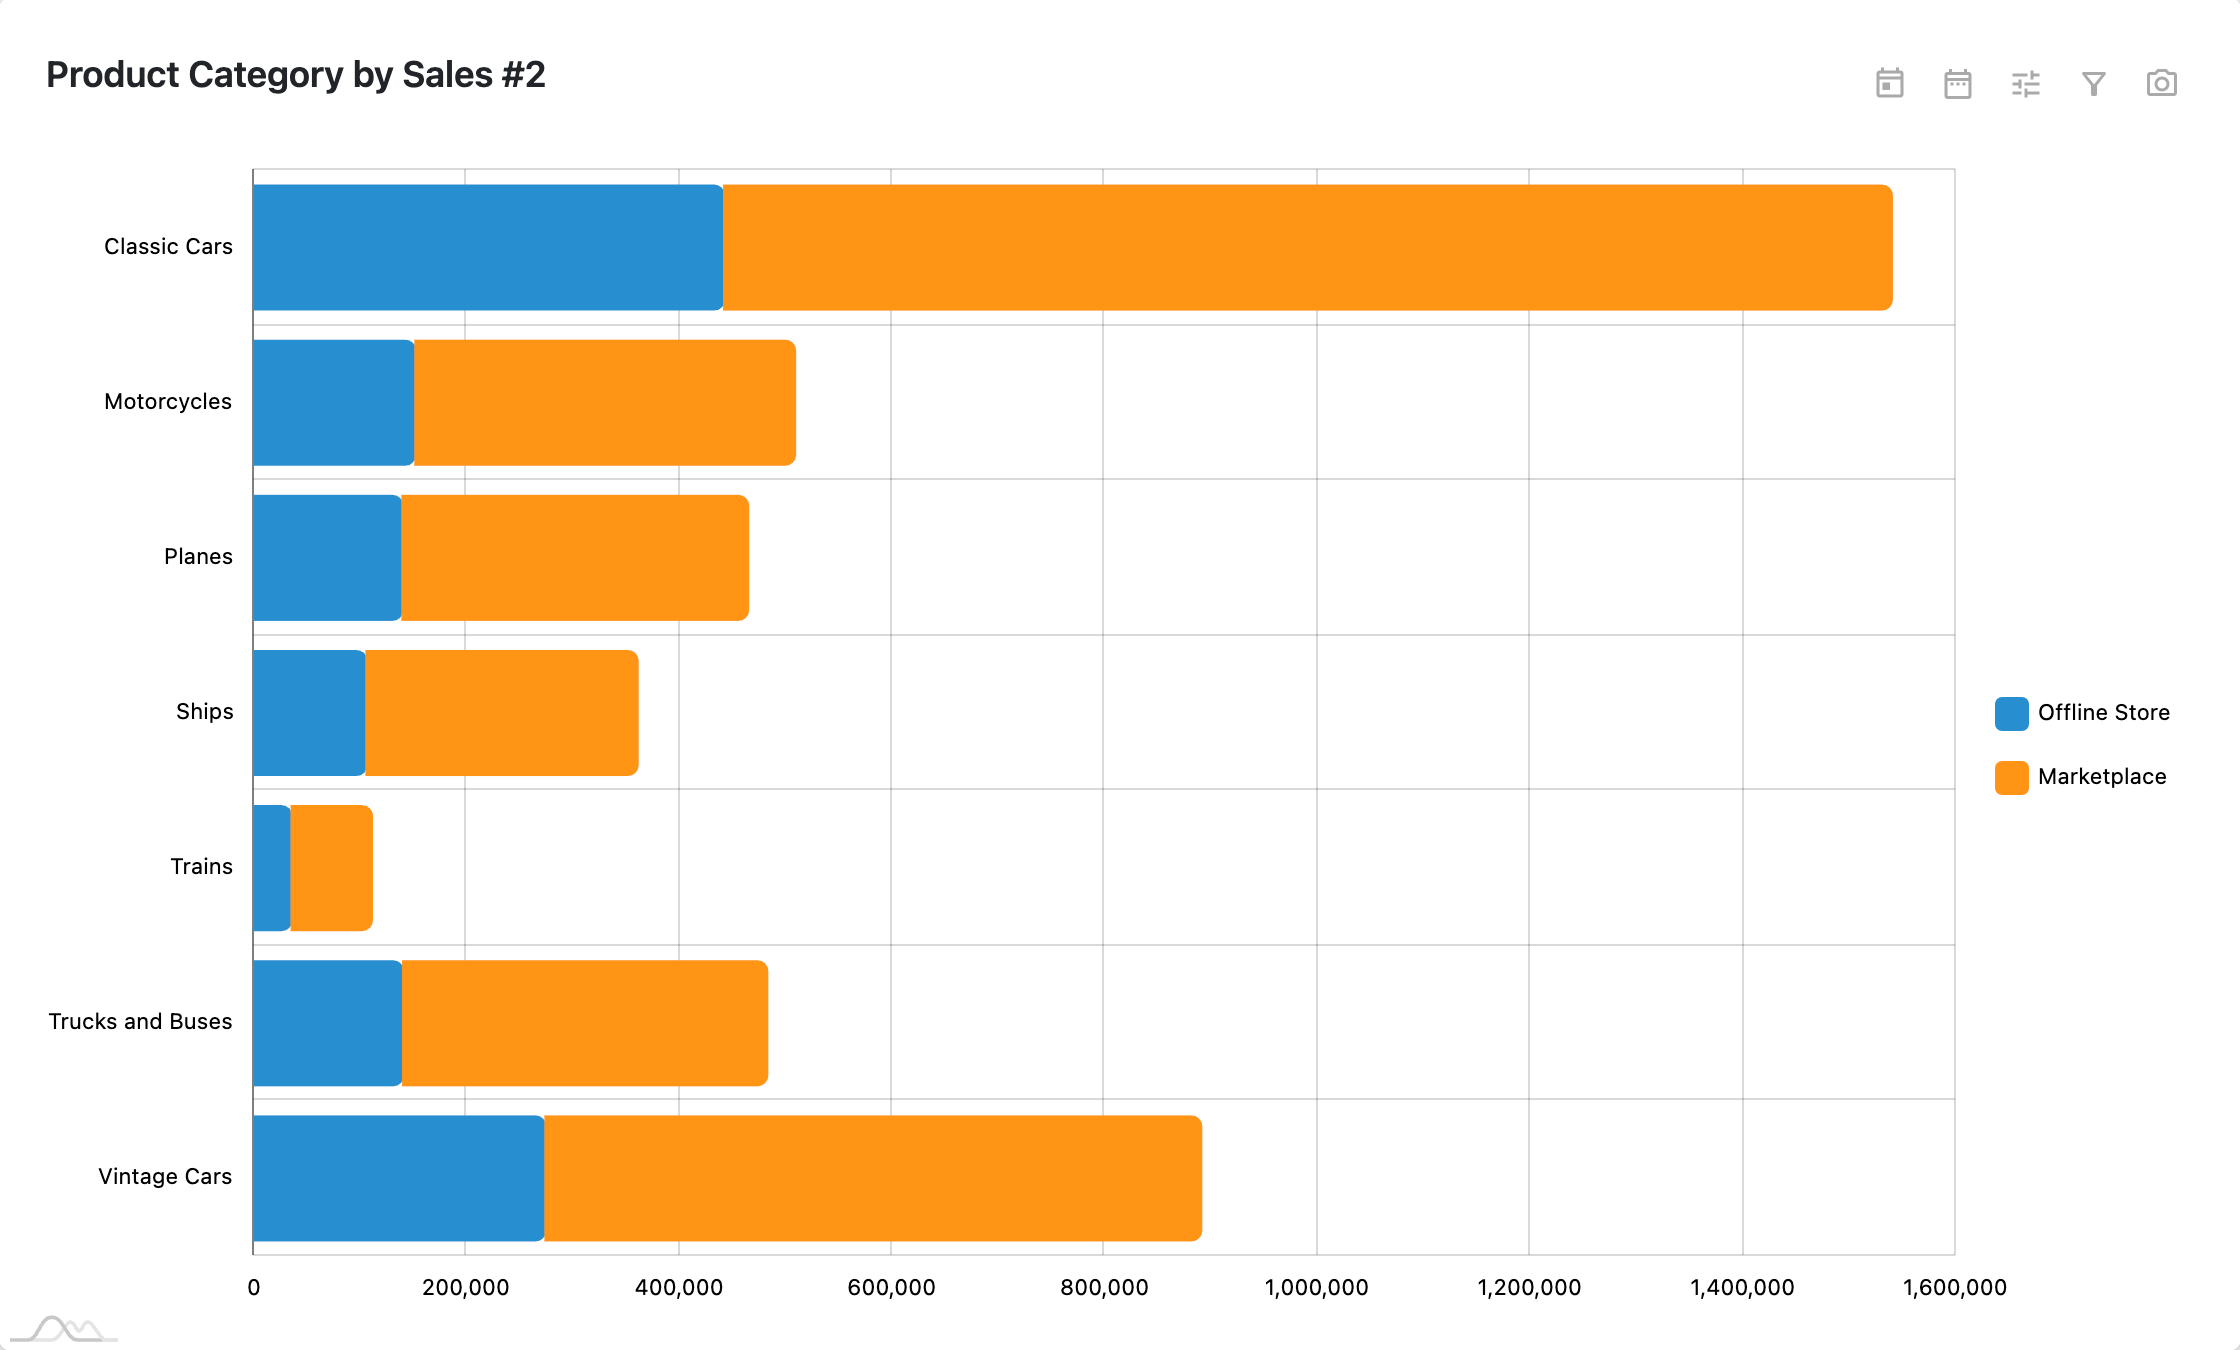 Product Category by Sales #2
Classic Cars
Motorcycles
Planes
Ships
Trains
Trucks and Buses
Vintage Cars
0 200,000 400,000 600,000 800,000 1,000,000 1,200,000 1,400,000 1,600,000
Offline Store
Marketplace